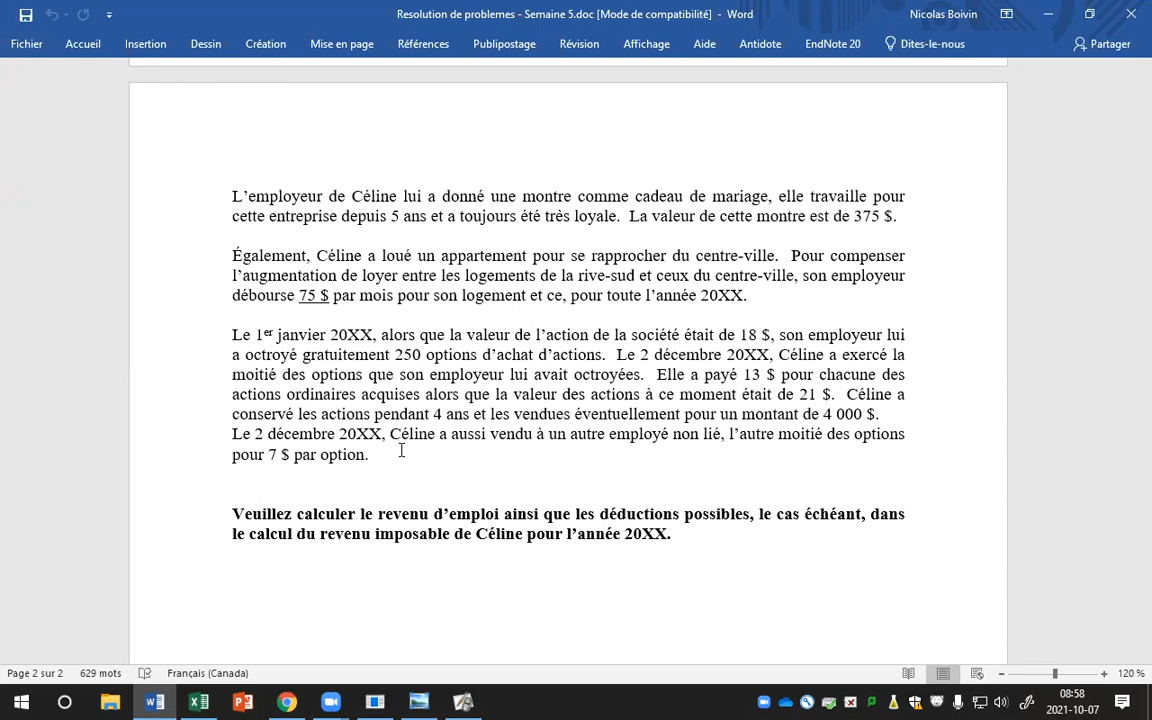 Resolution de problemes - Semaine 5.doc [Mode de compatibilité] - Word
Nicolas Boivin
Fichier Accueil Insertion Dessin Création Mise en page Références Publipostage Révision Affichage Aide Antidote EndNote 20 Dites-le-nous Partager
L'employeur de Céline lui a donné une montre comme cadeau de mariage, elle travaille pour
cette entreprise depuis 5 ans et a toujours été très loyale. La valeur de cette montre est de 375 $.
Également, Céline a loué un appartement pour se rapprocher du centre-ville. Pour compenser
l'augmentation de loyer entre les logements de la rive-sud et ceux du centre-ville, son employeur
débourse 75 $ par mois pour son logement et ce, pour toute l'année 20XX.
Le 1er janvier 20XX, alors que la valeur de l'action de la société était de 18 $, son employeur lui
a octroyé gratuitement 250 options d'achat d'actions. Le 2 décembre 20XX, Céline a exercé la
moitié des options que son employeur lui avait octroyées. Elle a payé 13 $ pour chacune des
actions ordinaires acquises alors que la valeur des actions à ce moment était de 21 $. Céline a
conservé les actions pendant 4 ans et les vendues éventuellement pour un montant de 4 000 $.
Le 2 décembre 20XX, Céline a aussi vendu à un autre employé non lié, l'autre moitié des options
pour 7 $ par option.
Veuillez calculer le revenu d'emploi ainsi que les déductions possibles, le cas échéant, dans
le calcul du revenu imposable de Céline pour l'année 20XX.
Page 2 sur 2 629 mots Français (Canada) 120 %
08:58
2021-10-07